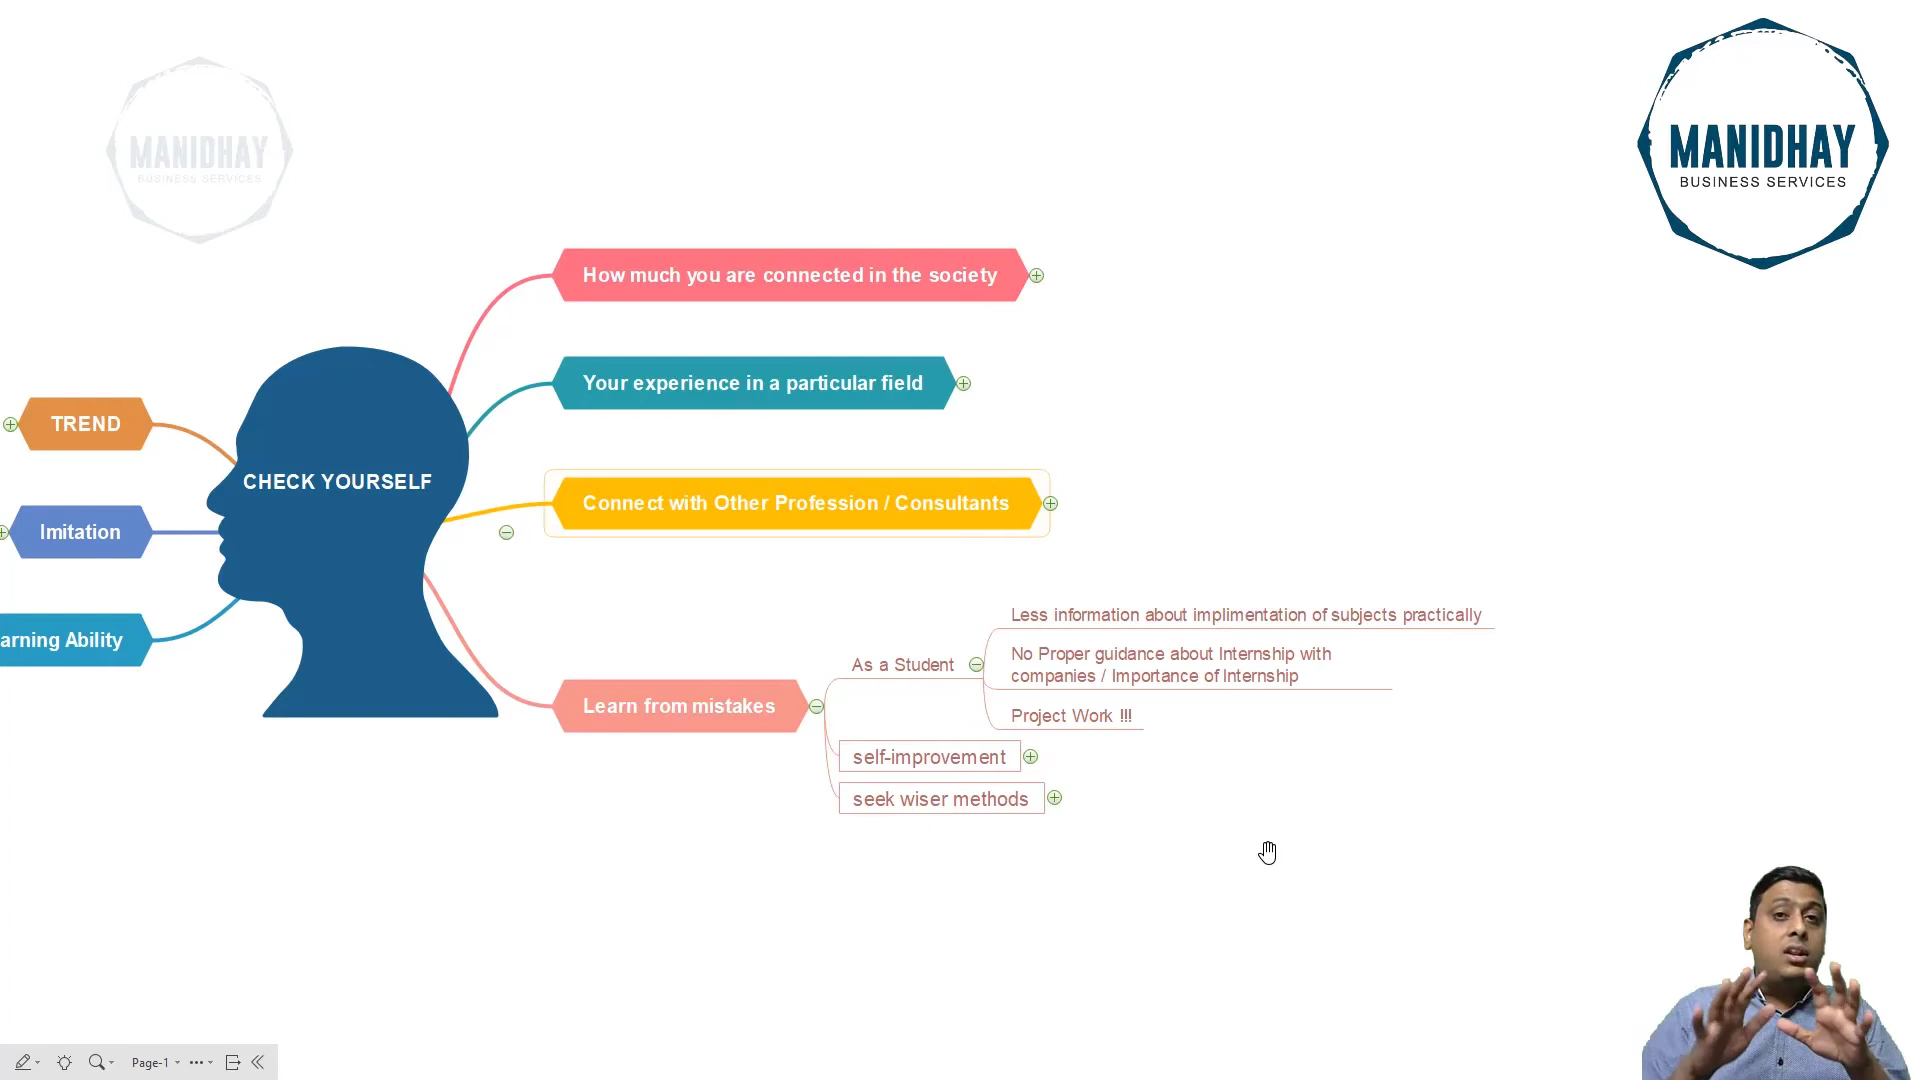 MANIDHAY
BUSINESS SERVICES
MANIDHAY
BUSINESS SERVICES
How much you are connected in the society
Your experience in a particular field
TREND
CHECK YOURSELF
Connect with Other Profession / Consultants
Imitation
arning Ability
Learn from mistakes
As a Student
Less information about implimentation of subjects practically
No Proper guidance about Internship with
companies / Importance of Internship
Project Work !!!
self-improvement
seek wiser methods
Page-1